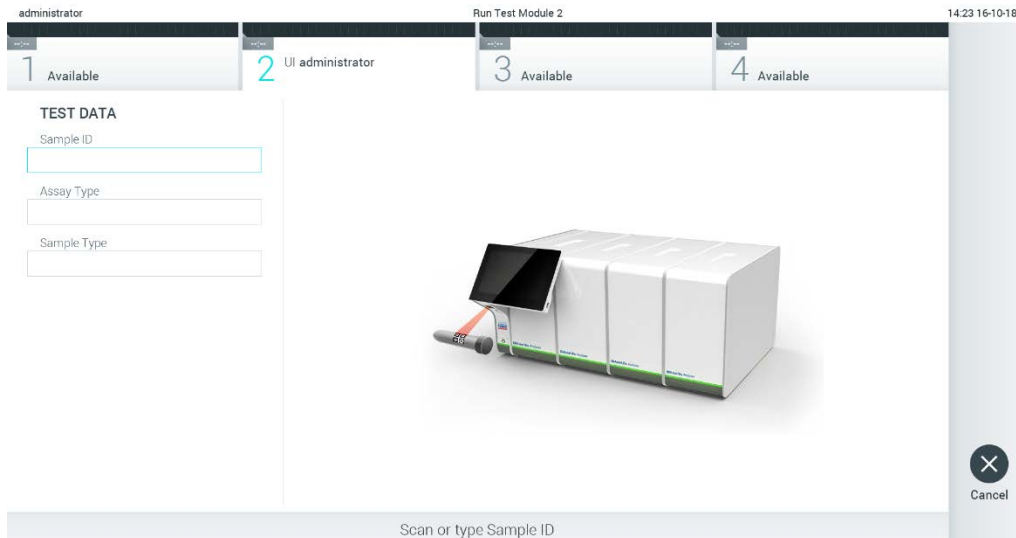 administrator
Run Test Module 2
14:23 16-10-18
--:--
--:--
--:--
--:--
1 Available
2 UI administrator
3 Available
4 Available
TEST DATA
Sample ID
Assay Type
Sample Type
Cancel
Scan or type Sample ID